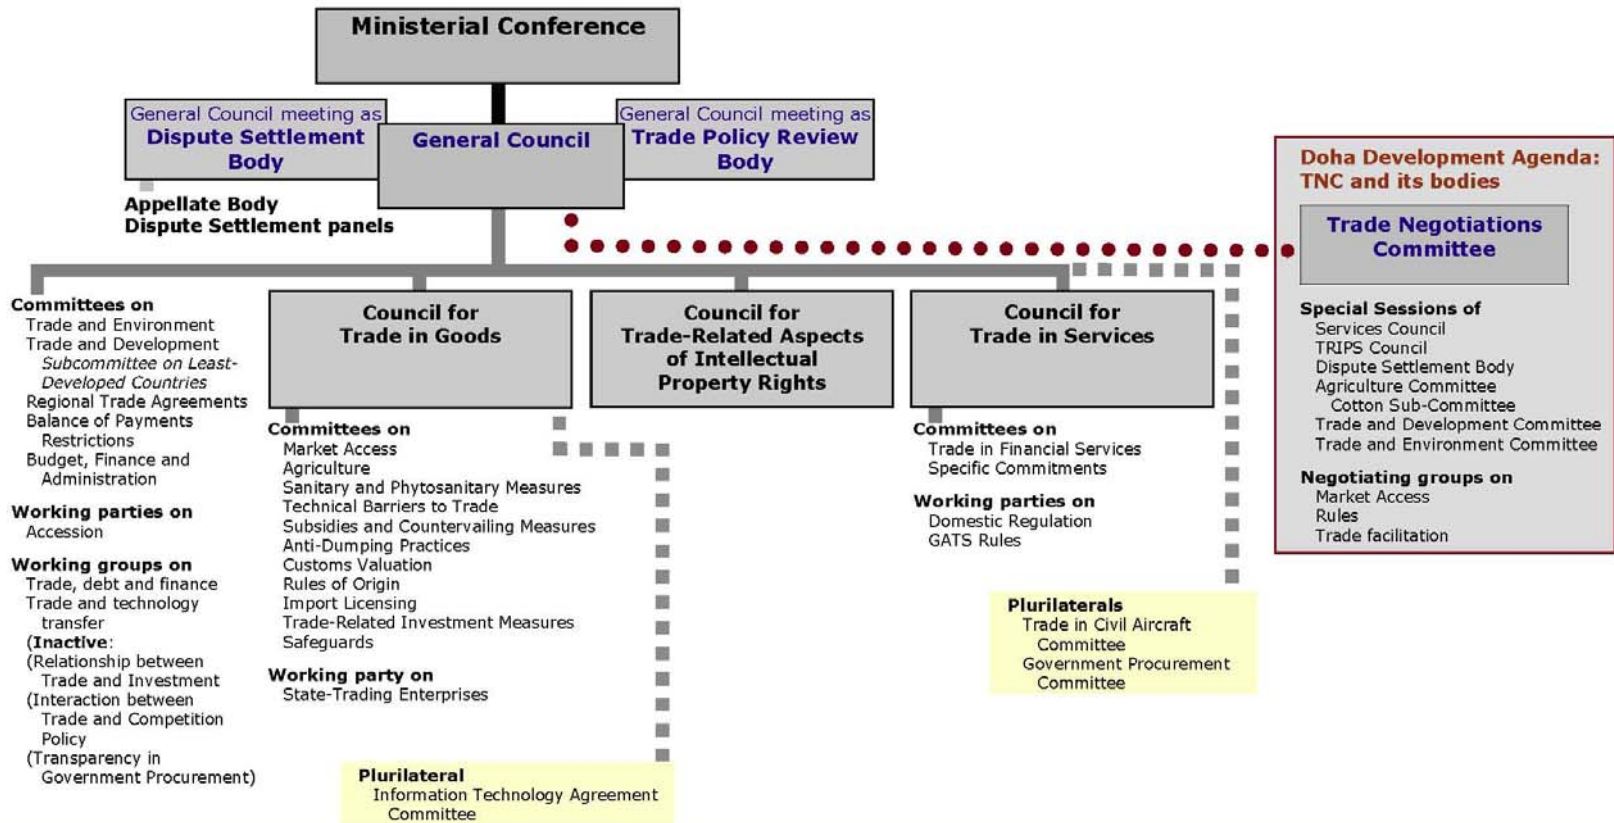 Ministerial Conference
General Council meeting as
Dispute Settlement
Body
General Council
General Council meeting as
Trade Policy Review
Body
Appellate Body
Dispute Settlement panels
Doha Development Agenda:
TNC and its bodies
Trade Negotiations
Committee
Special Sessions of
Services Council
TRIPS Council
Dispute Settlement Body
Agriculture Committee
Cotton Sub-Committee
Trade and Development Committee
Trade and Environment Committee
Negotiating groups on
Market Access
Rules
Trade facilitation
Committees on
Trade and Environment
Trade and Development
Subcommittee on Least-
Developed Countries
Regional Trade Agreements
Balance of Payments
Restrictions
Budget, Finance and
Administration
Working parties on
Accession
Working groups on
Trade, debt and finance
Trade and technology
transfer
(Inactive:
(Relationship between
Trade and Investment
(Interaction between
Trade and Competition
Policy
(Transparency in
Government Procurement)
Council for
Trade in Goods
Committees on
Market Access
Agriculture
Sanitary and Phytosanitary Measures
Technical Barriers to Trade
Subsidies and Countervailing Measures
Anti-Dumping Practices
Customs Valuation
Rules of Origin
Import Licensing
Trade-Related Investment Measures
Safeguards
Working party on
State-Trading Enterprises
Plurilateral
Information Technology Agreement
Committee
Council for
Trade-Related Aspects
of Intellectual
Property Rights
Council for
Trade in Services
Committees on
Trade in Financial Services
Specific Commitments
Working parties on
Domestic Regulation
GATS Rules
Plurilaterals
Trade in Civil Aircraft
Committee
Government Procurement
Committee